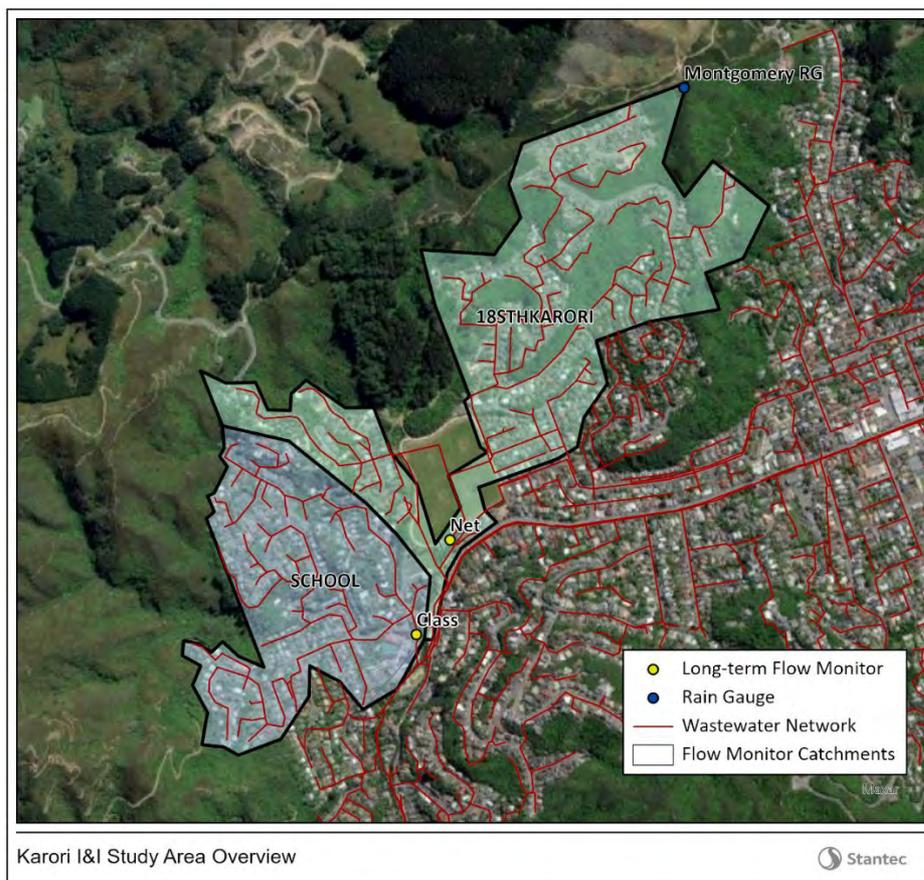 Montgomery RG
18STHKARORI
Net
SCHOOL
Class
Long-term Flow Monitor
Rain Gauge
Wastewater Network
Flow Monitor Catchments
Maxar
Karori I&I Study Area Overview
Stantec